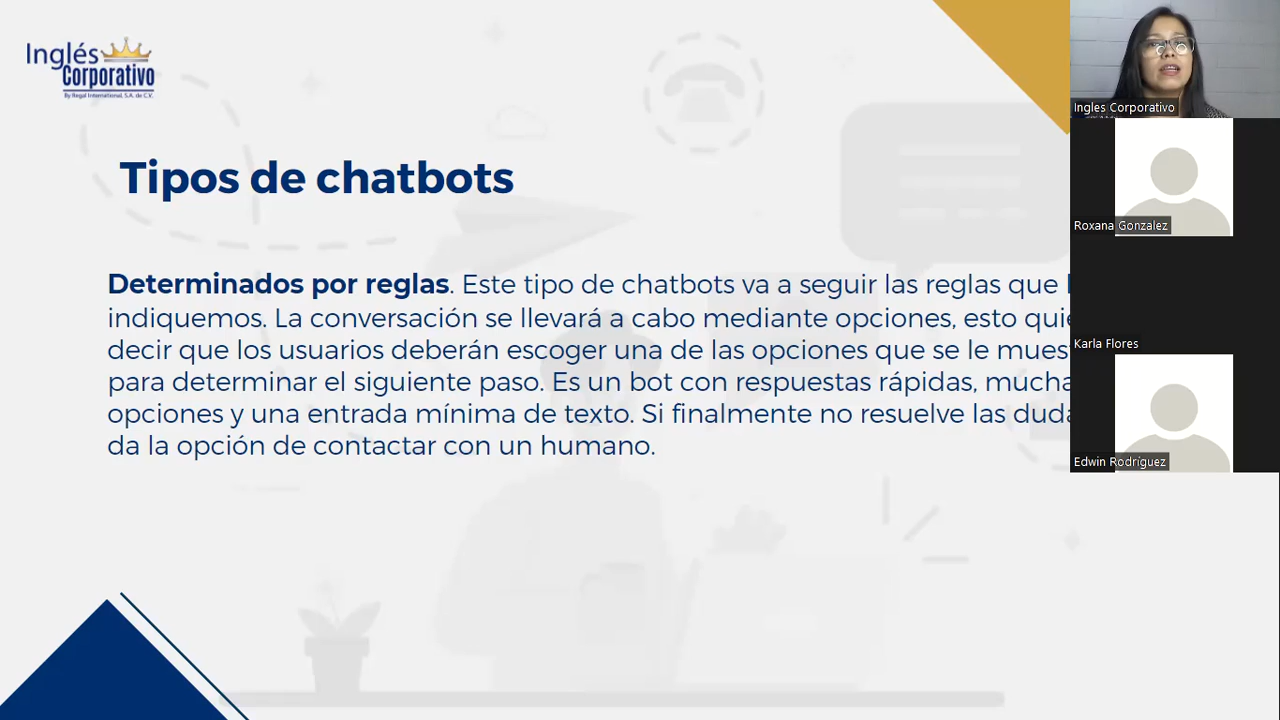 Inglés
Corporativo
By Regal International, S.A. de C.V.
Tipos de chatbots
Determinados por reglas. Este tipo de chatbots va a seguir las reglas que
indiquemos. La conversación se llevará a cabo mediante opciones, esto
decir que los usuarios deberán escoger una de las opciones que se le
para determinar el siguiente paso. Es un bot con respuestas rápidas,
opciones y una entrada mínima de texto. Si finalmente no resuelve las
da la opción de contactar con un humano.
Ingles Corporativo
Roxana Gonzalez
Karla Flores
Edwin Rodríguez